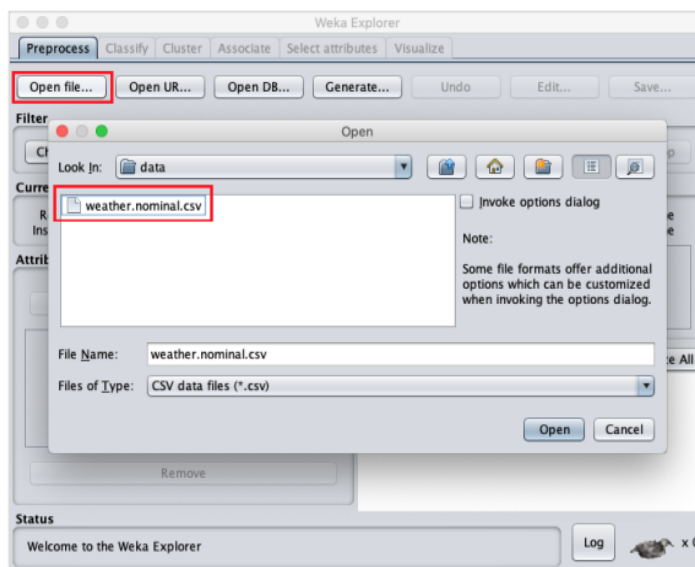 Weka Explorer
Preprocess Classify Cluster Associate Select attributes Visualize
Open file... Open UR... Open DB... Generate... Undo Edit... Save...
Filter
Open
Look In: data
weather.nominal.csv
Invoke options dialog
Note:
Some file formats offer additional
options which can be customized
when invoking the options dialog.
File Name: weather.nominal.csv
Files of Type: CSV data files (*.csv)
Open Cancel
Remove
Status
Welcome to the Weka Explorer
Log